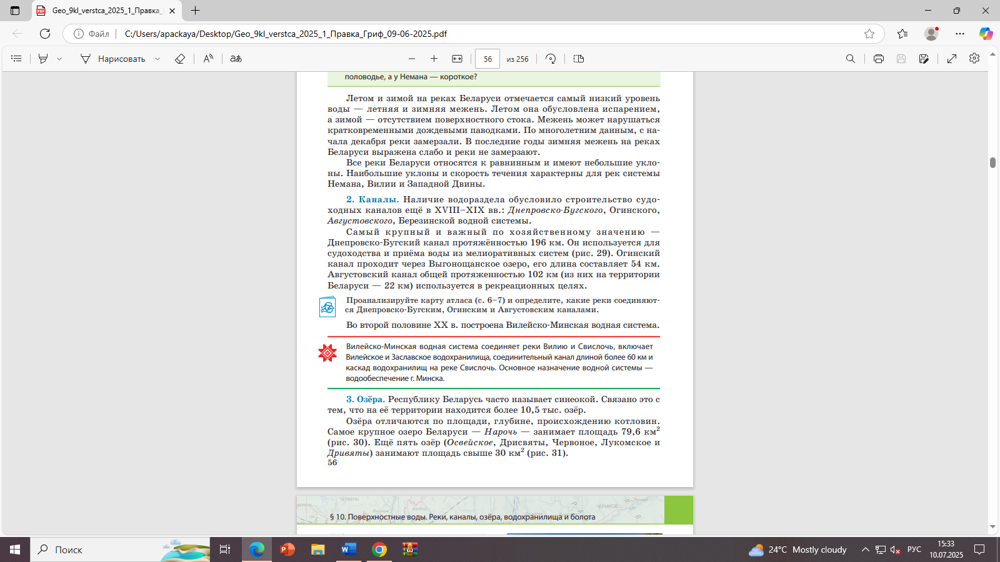 Geo_9kl_verstca_2025_1_Правка_
Файл
C:/Users/apackaya/Desktop/Geo_9kl_verstca_2025_1_Правка_Гриф_09-06-2025.pdf
Нарисовать
аあ
56
из 256
половодье, а у Немана — короткое?
Летом и зимой на реках Беларуси отмечается самый низкий уровень
воды — летняя и зимняя межень. Летом она обусловлена испарением,
а зимой — отсутствием поверхностного стока. Межень может нарушаться
кратковременными дождевыми паводками. По многолетним данным, с на-
чала декабря реки замерзали. В последние годы зимняя межень на реках
Беларуси выражена слабо и реки не замерзают.
Все реки Беларуси относятся к равнинным и имеют небольшие укло-
ны. Наибольшие уклоны и скорость течения характерны для рек системы
Немана, Вилии и Западной Двины.
2. Каналы. Наличие водораздела обусловило строительство судо-
ходных каналов ещё в XVIII–XIX вв.: Днепровско-Бугского, Огинского,
Августовского, Березинской водной системы.
Самый крупный и важный по хозяйственному значению —
Днепровско-Бугский канал протяжённостью 196 км. Он используется для
судоходства и приёма воды из мелиоративных систем (рис. 29). Огинский
канал проходит через Выгонощанское озеро, его длина составляет 54 км.
Августовский канал общей протяженностью 102 км (из них на территории
Беларуси — 22 км) используется в рекреационных целях.
Проанализируйте карту атласа (с. 6–7) и определите, какие реки соединяют-
ся Днепровско-Бугским, Огинским и Августовским каналами.
Во второй половине XX в. построена Вилейско-Минская водная система.
Вилейско-Минская водная система соединяет реки Вилию и Свислочь, включает
Вилейское и Заславское водохранилища, соединительный канал длиной более 60 км и
каскад водохранилищ на реке Свислочь. Основное назначение водной системы —
водообеспечение г. Минска.
3. Озёра. Республику Беларусь часто называет синеокой. Связано это с
тем, что на её территории находится более 10,5 тыс. озёр.
Озёра отличаются по площади, глубине, происхождению котловин.
Самое крупное озеро Беларуси — Нарочь — занимает площадь 79,6 км²
(рис. 30). Ещё пять озёр (Освейское, Дрисвяты, Червоное, Лукомское и
Дривяты) занимают площадь свыше 30 км² (рис. 31).
56
ЧЕРВЕНЬ
ЧЕРИКОВ
§ 10. Поверхностные воды. Реки, каналы, озёра, водохранилища и болота
Поиск
24°C Mostly cloudy
РУС
15:33
10.07.2025